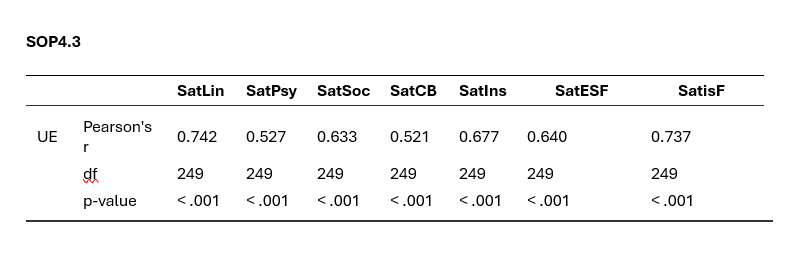 SOP4.3
SatLin SatPsy SatSoc SatCB SatIns SatESF SatisF
UE Pearson's r 0.742 0.527 0.633 0.521 0.677 0.640 0.737
df 249 249 249 249 249 249 249
p-value < .001 < .001 < .001 < .001 < .001 < .001 < .001